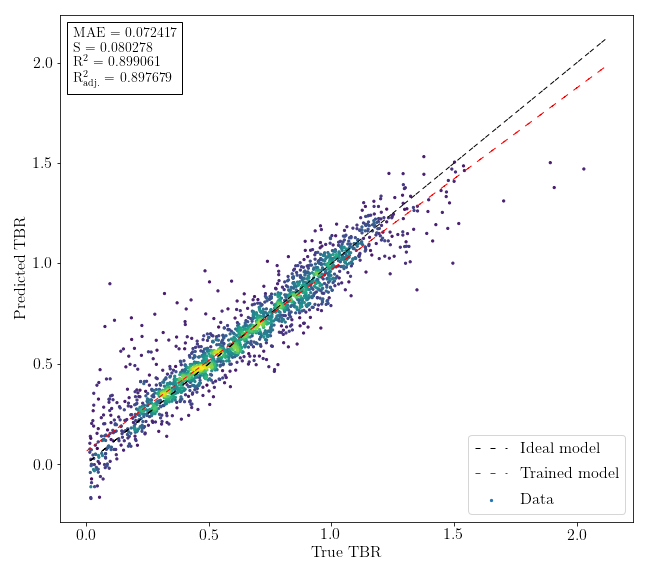 MAE = 0.072417
S = 0.080278
R² = 0.899061
R²adj. = 0.897679
2.0
1.5
1.0
0.5
0.0
Predicted TBR
Ideal model
Trained model
Data
0.0 0.5 1.0 1.5 2.0
True TBR